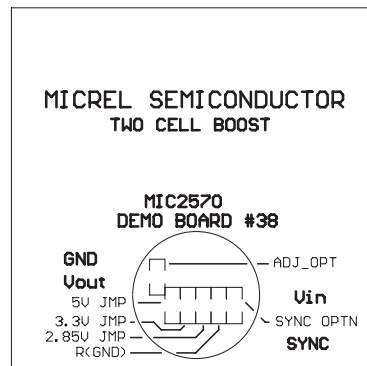 MICREL SEMICONDUCTOR
TWO CELL BOOST
MIC2570
DEMO BOARD #38
GND
ADJ_OPT
Vout
5V JMP
Vin
3.3V JMP
SYNC OPTN
2.85V JMP
SYNC
R(GND)